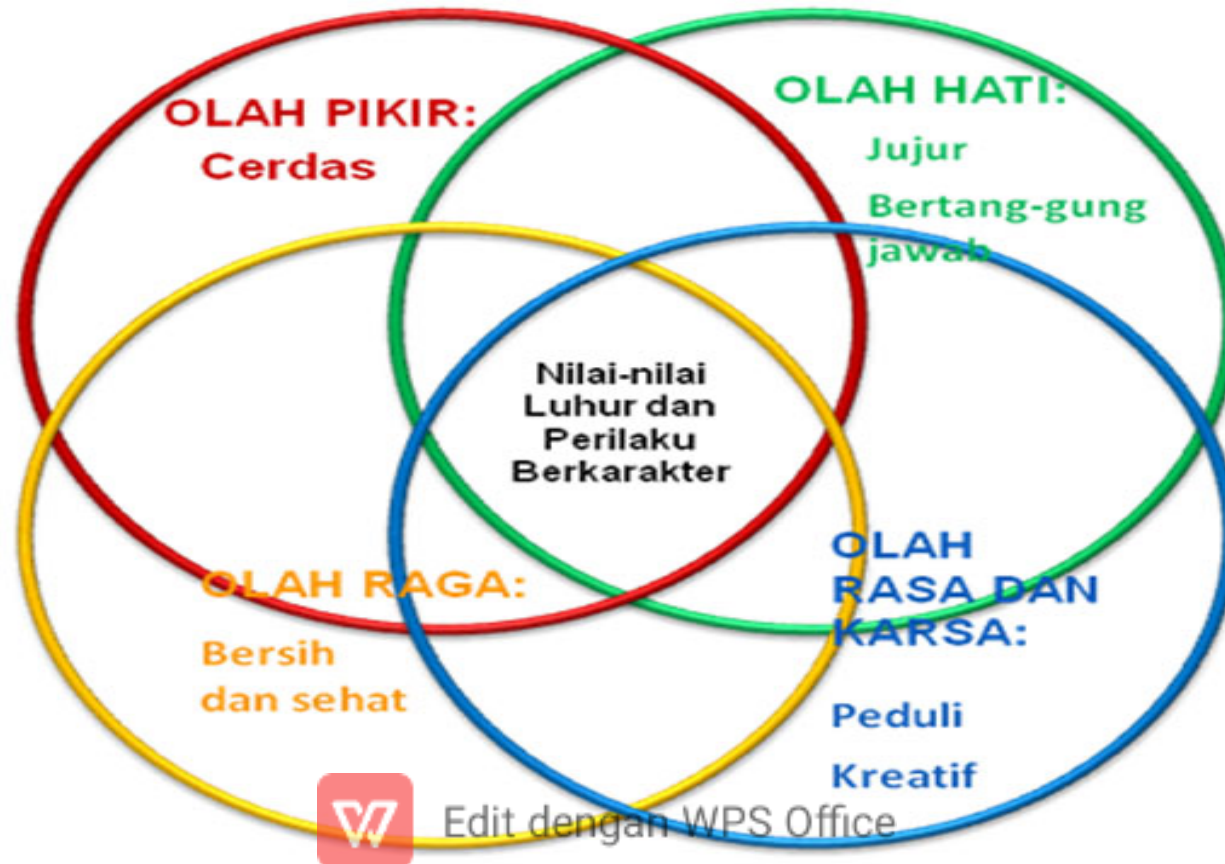 OLAH PIKIR:
Cerdas
OLAH HATI:
Jujur
Bertang-gung
jawab
Nilai-nilai
Luhur dan
Perilaku
Berkarakter
OLAH RAGA:
Bersih
dan sehat
OLAH
RASA DAN
KARSA:
Peduli
Kreatif
Edit dengan WPS Office